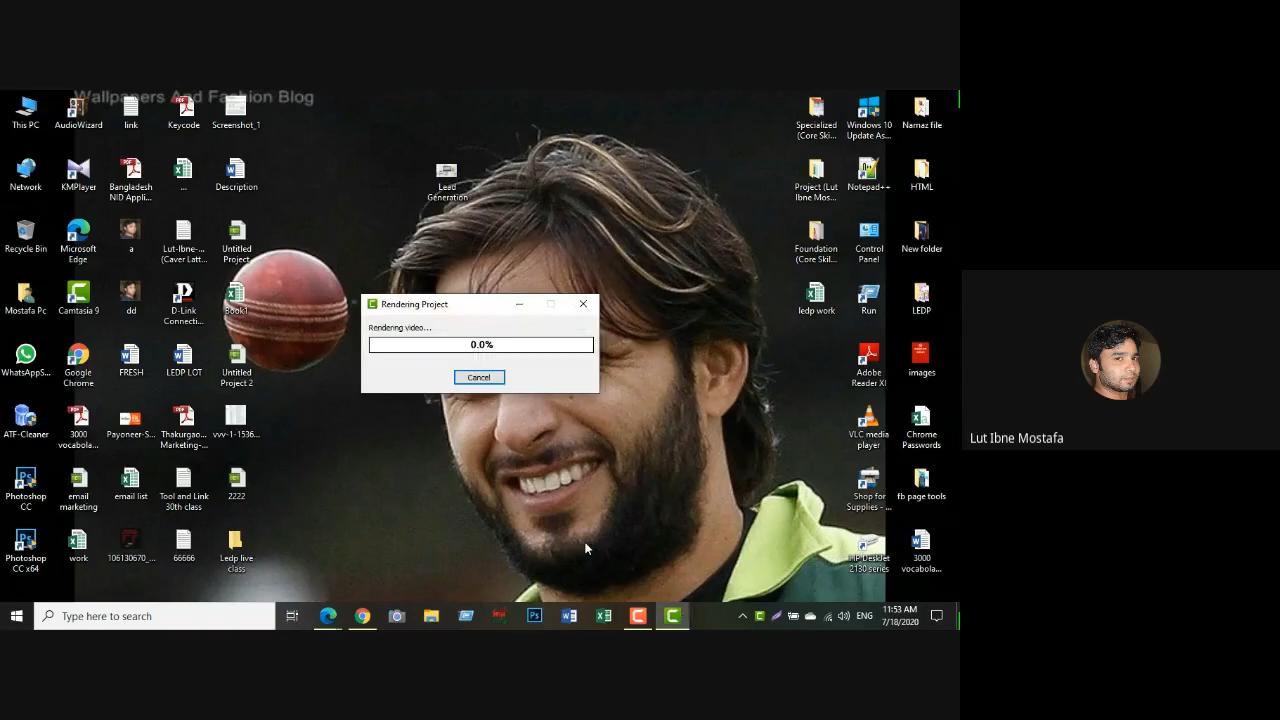 Wallpapers And Fashion Blog
This PC
AudioWizard
link
Keycode
Screenshot_1
Network
KMPlayer
Bangladesh
NID Appli...
...
Description
Recycle Bin
Microsoft
Edge
a
Lut-Ibne-...
(Caver Latt...
Untitled
Project
Mostafa Pc
Camtasia 9
dd
D-Link
Connecti...
Book1
WhatsApp5...
Google
Chrome
FRESH
LEDP LOT
Untitled
Project 2
ATF-Cleaner
3000
vocabola...
Payoneer-S...
Thakurgao...
Marketing-...
vvv-1-1536...
Photoshop
CC
email
marketing
email list
Tool and Link
30th class
2222
Photoshop
CC x64
work
106130670_...
66666
Ledp live
class
Lead
Generation
Rendering Project
Rendering video...
0.0%
Cancel
Specialized
(Core Ski...
Windows 10
Update As...
Namaz file
Project (Lut
Ibne Mos...
Notepad++
HTML
Foundation
(Core Skil...
Control
Panel
New folder
ledp work
Run
LEDP
Adobe
Reader XI
images
VLC media
player
Chrome
Passwords
Shop for
Supplies - ...
fb page tools
HP DeskJet
2130 series
3000
vocabola...
Type here to search
ENG
11:53 AM
7/18/2020
Lut Ibne Mostafa